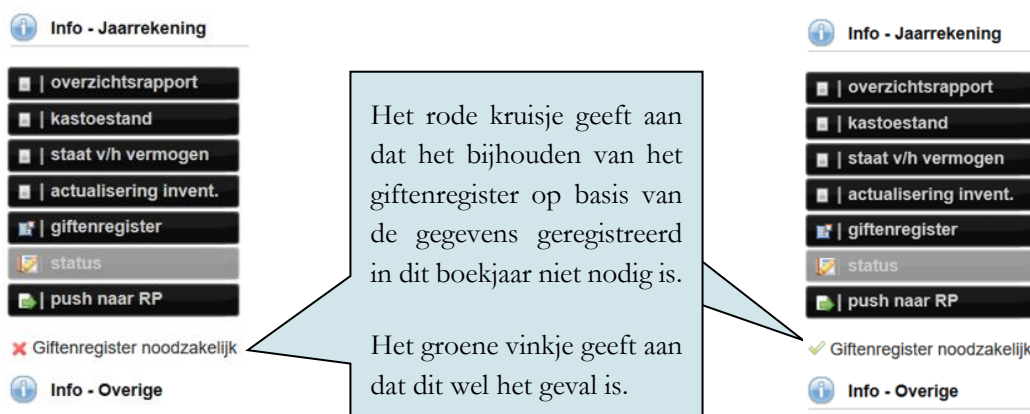 Info - Jaarrekening
| overzichtsrapport
| kastoestand
| staat v/h vermogen
| actualisering invent.
| giftenregister
status
| push naar RP
Giftenregister noodzakelijk
Info - Overige
Het rode kruisje geeft aan
dat het bijhouden van het
giftenregister op basis van
de gegevens geregistreerd
in dit boekjaar niet nodig is.
Het groene vinkje geeft aan
dat dit wel het geval is.
Info - Jaarrekening
| overzichtsrapport
| kastoestand
| staat v/h vermogen
| actualisering invent.
| giftenregister
status
| push naar RP
Giftenregister noodzakelijk
Info - Overige